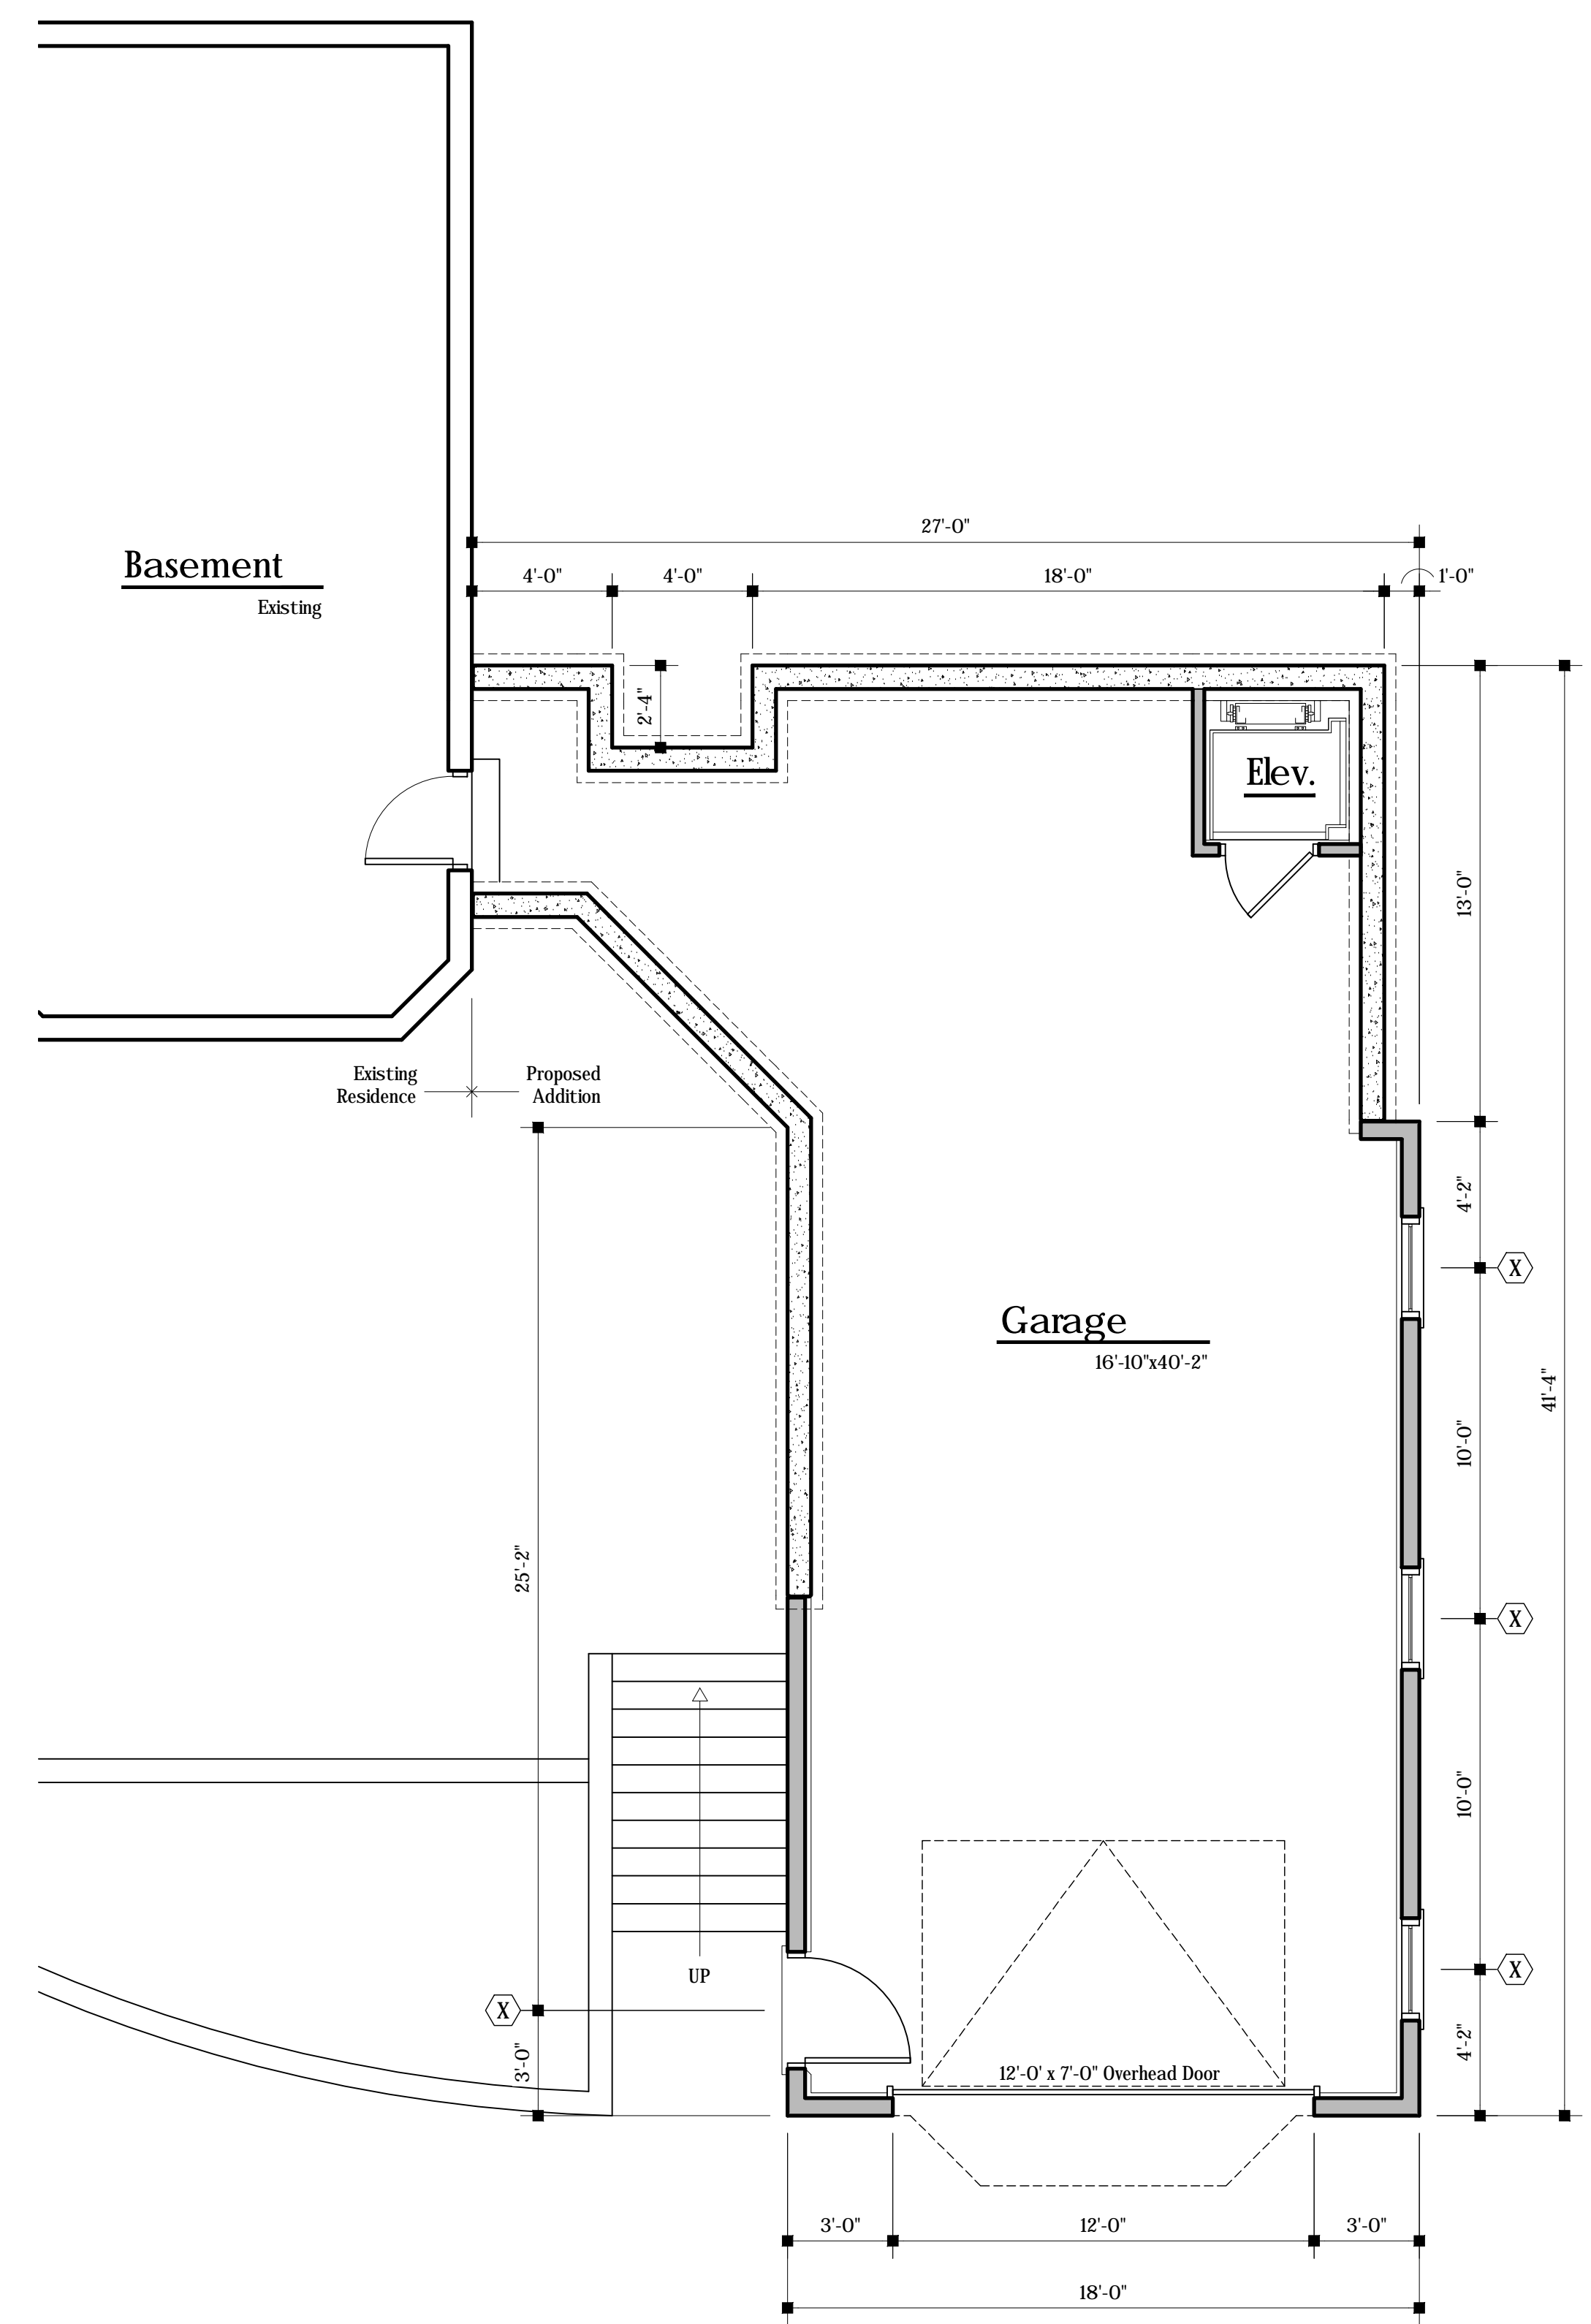 27'-0"
4'-0"
4'-0"
18'-0"
1'-0"
Basement
Existing
2'-4"
Elev.
13'-0"
Existing
Residence
Proposed
Addition
4'-2"
X
Garage
16'-10"x40'-2"
41'-4"
10'-0"
25'-2"
X
10'-0"
UP
X
X
3'-0"
4'-2"
12'-0' x 7'-0" Overhead Door
3'-0"
12'-0"
3'-0"
18'-0"